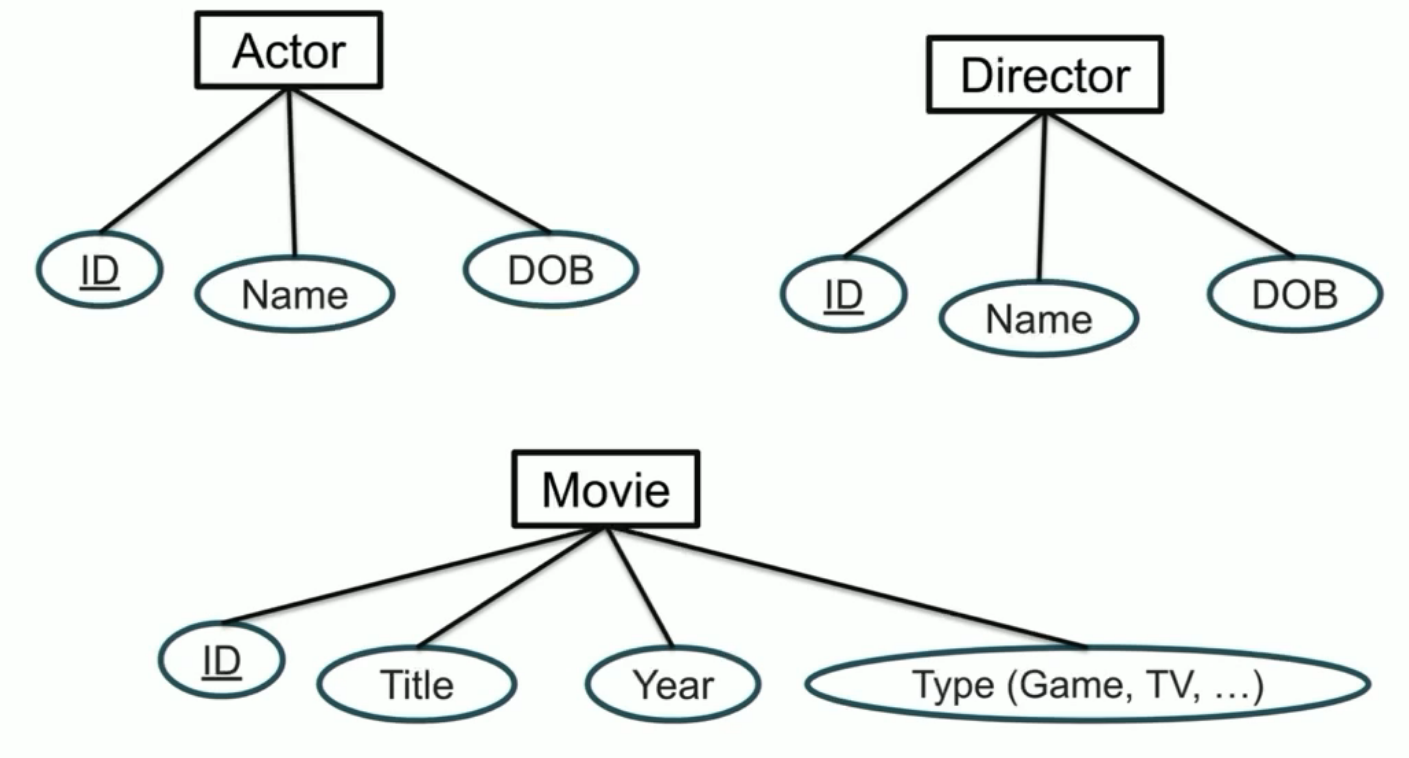 Actor
Director
ID
Name
DOB
ID
Name
DOB
Movie
ID
Title
Year
Type (Game, TV, …)